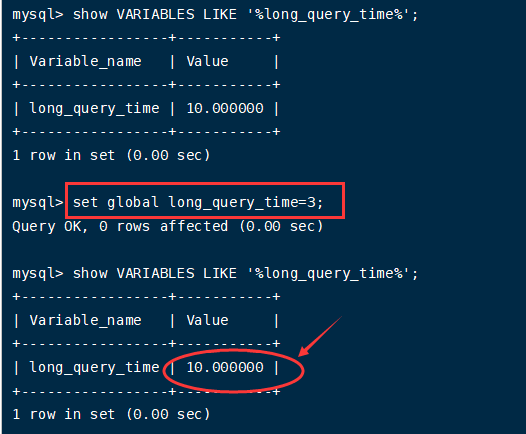 mysql> show VARIABLES LIKE '%long_query_time%';
+-----------------+-----------+
| Variable_name   | Value     |
+-----------------+-----------+
| long_query_time | 10.000000 |
+-----------------+-----------+
1 row in set (0.00 sec)
mysql> set global long_query_time=3;
Query OK, 0 rows affected (0.00 sec)
mysql> show VARIABLES LIKE '%long_query_time%';
+-----------------+-----------+
| Variable_name   | Value     |
+-----------------+-----------+
| long_query_time | 10.000000 |
+-----------------+-----------+
1 row in set (0.00 sec)